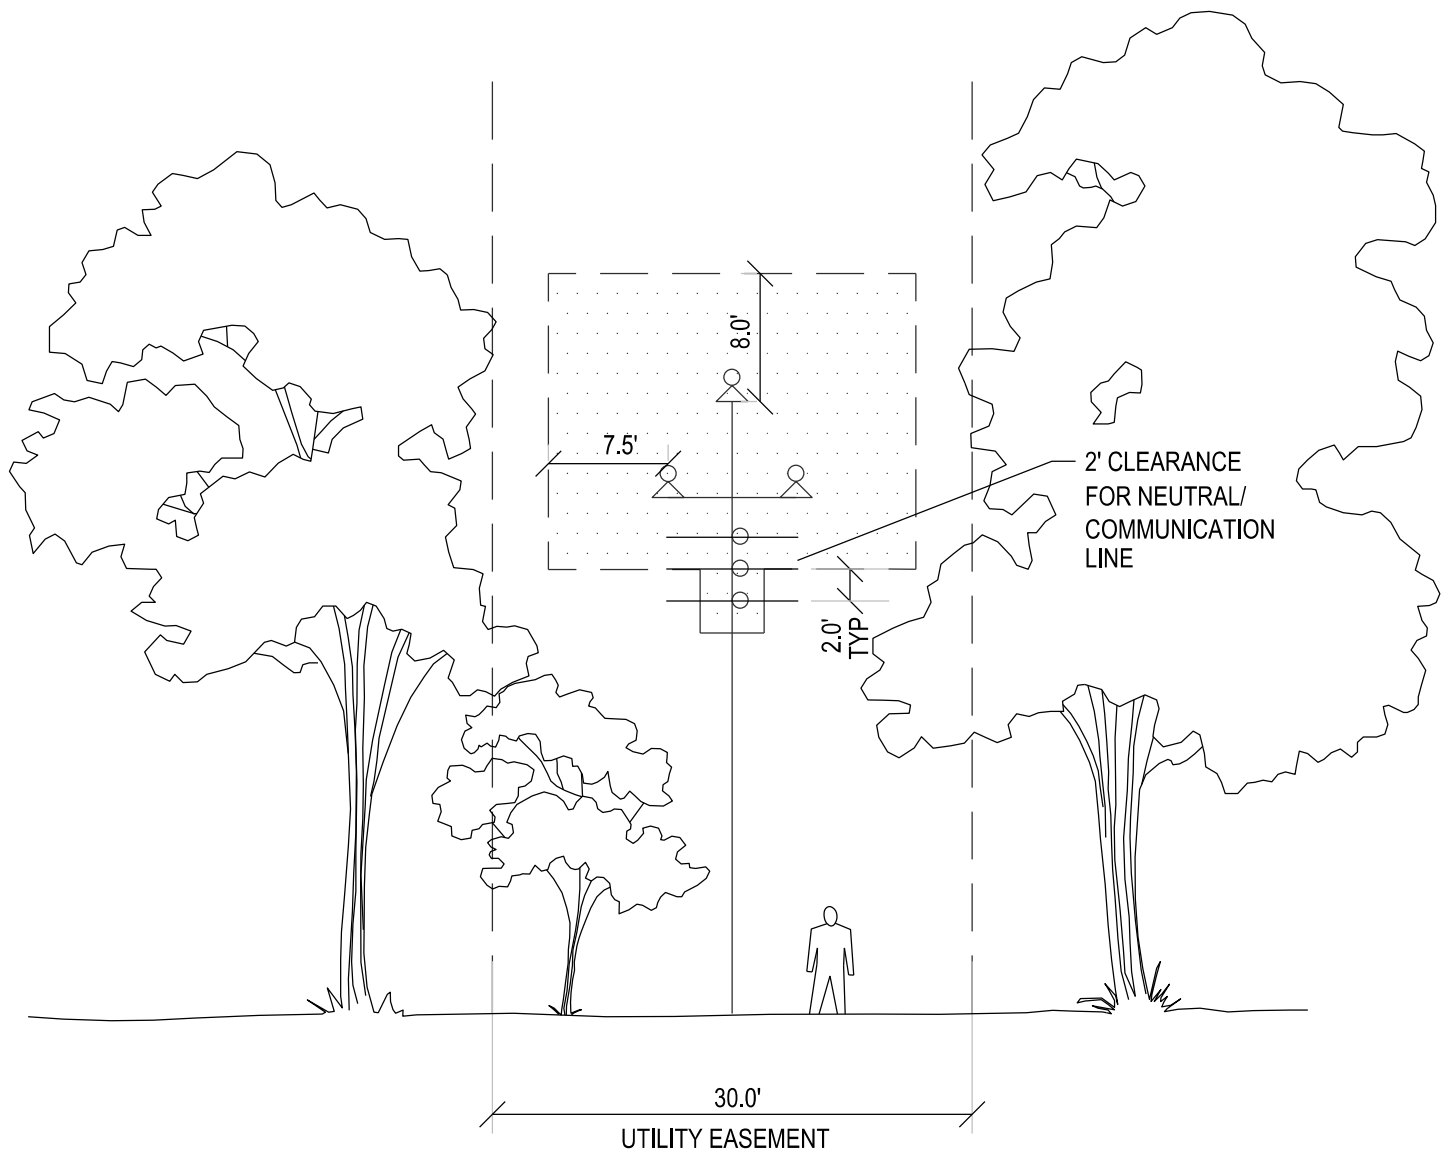 8.0'
7.5'
2' CLEARANCE
FOR NEUTRAL/
COMMUNICATION
LINE
2.0'
TYP
30.0'
UTILITY EASEMENT